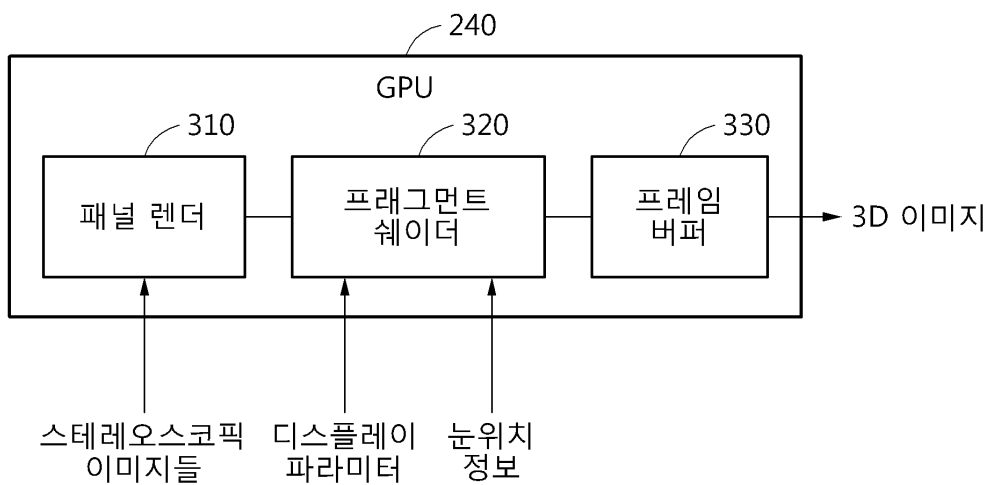 240
GPU
310
320
330
패널 렌더
프래그먼트
쉐이더
프레임
버퍼
3D 이미지
스테레오스코픽
이미지들
디스플레이
파라미터
눈위치
정보